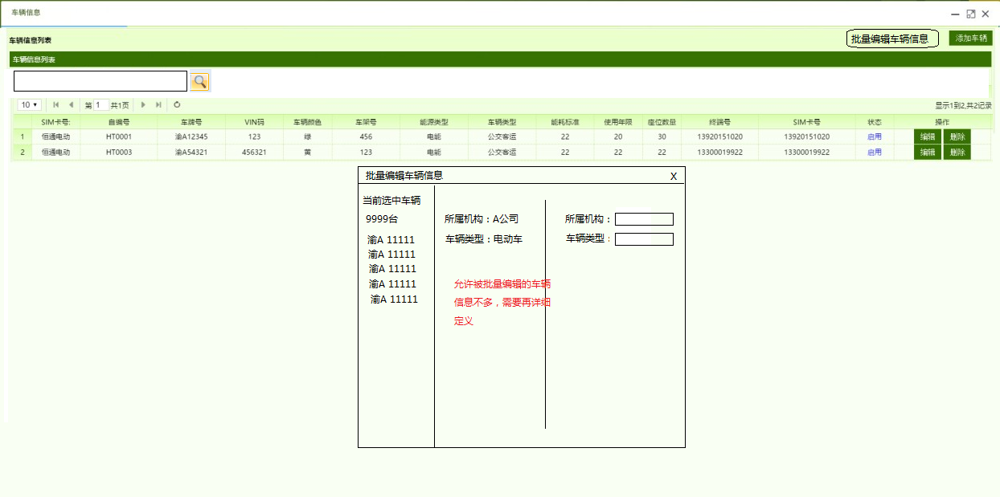 车辆信息
车辆信息列表
批量编辑车辆信息
添加车辆
车辆信息列表
10 第 1 共1页 显示1到2,共2记录
SIM卡号: 自编号 车牌号 VIN码 车辆颜色 车架号 能源类型 车辆类型 能耗标准 使用年限 座位数量 终端号 SIM卡号 状态 操作
1 恒通电动 HT0001 渝A12345 123 绿 456 电能 公交客运 22 20 30 13920151020 13920151020 启用 编辑 删除
2 恒通电动 HT0003 渝A54321 456321 黄 123 电能 公交客运 22 22 22 13300019922 13300019922 启用 编辑 删除
批量编辑车辆信息 X
当前选中车辆
9999台
渝A 11111
渝A 11111
渝A 11111
渝A 11111
渝A 11111
所属机构：A公司
车辆类型：电动车
允许被批量编辑的车辆
信息不多，需要再详细
定义
所属机构：
车辆类型：